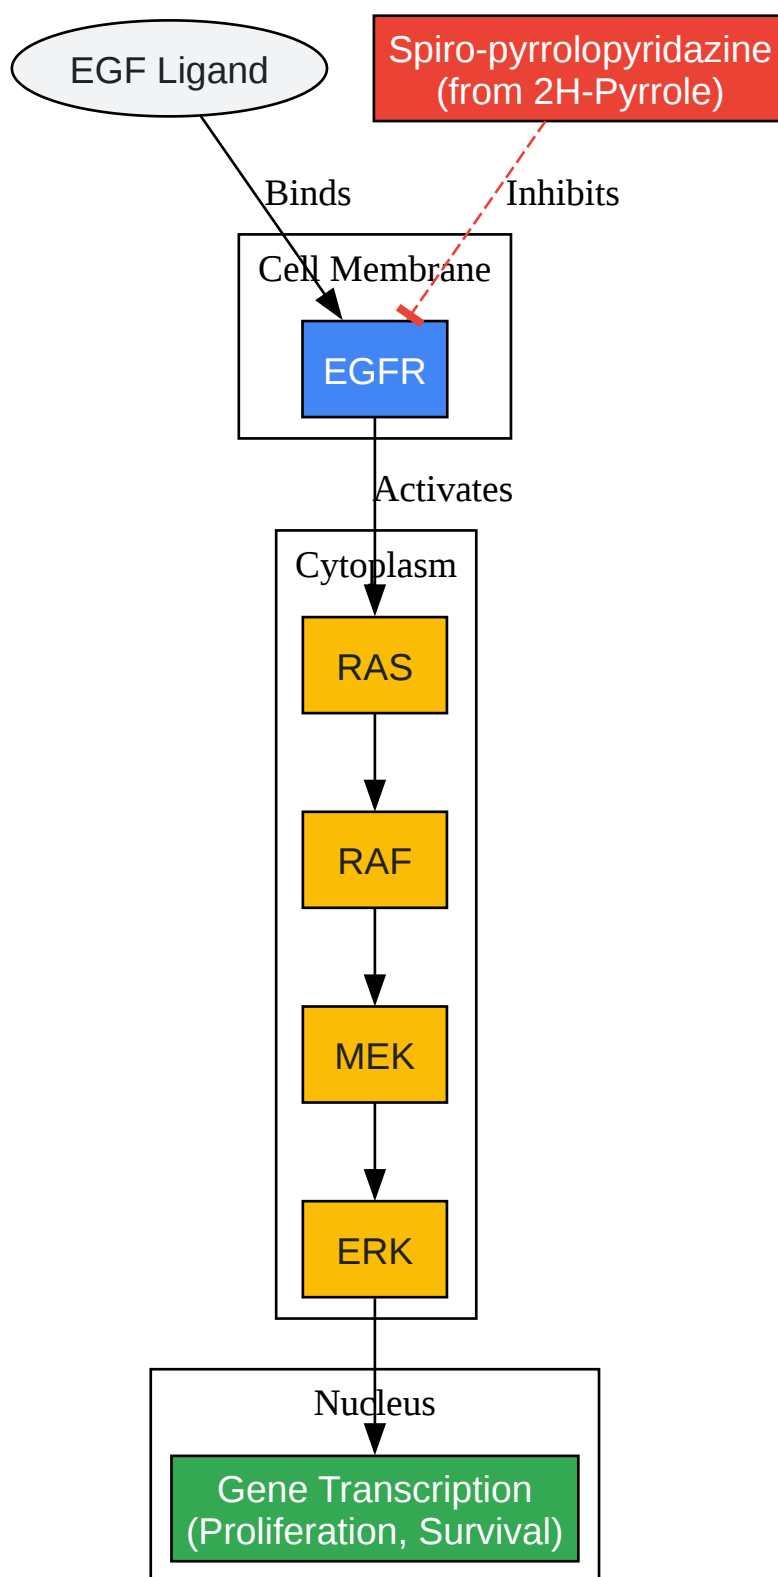 EGF Ligand
Spiro-pyrrolopyridazine
(from 2H-Pyrrole)
Binds
Inhibits
Cell Membrane
EGFR
Activates
Cytoplasm
RAS
RAF
MEK
ERK
Nucleus
Gene Transcription
(Proliferation, Survival)